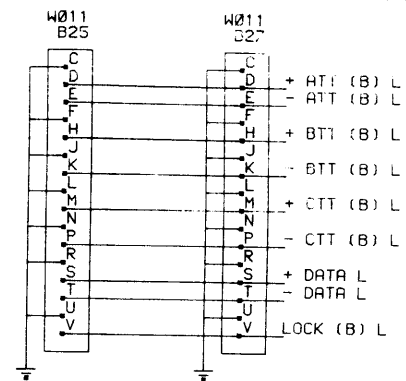 W011
B25
C
D
E
F
H
J
K
L
M
N
P
R
S
T
U
V
W011
B27
C
D
E
F
H
J
K
L
M
N
P
R
S
T
U
V
+ ATT (B) L
- ATT (B) L
+ BTT (B) L
- BTT (B) L
+ CTT (B) L
- CTT (B) L
+ DATA L
- DATA L
LOCK (B) L